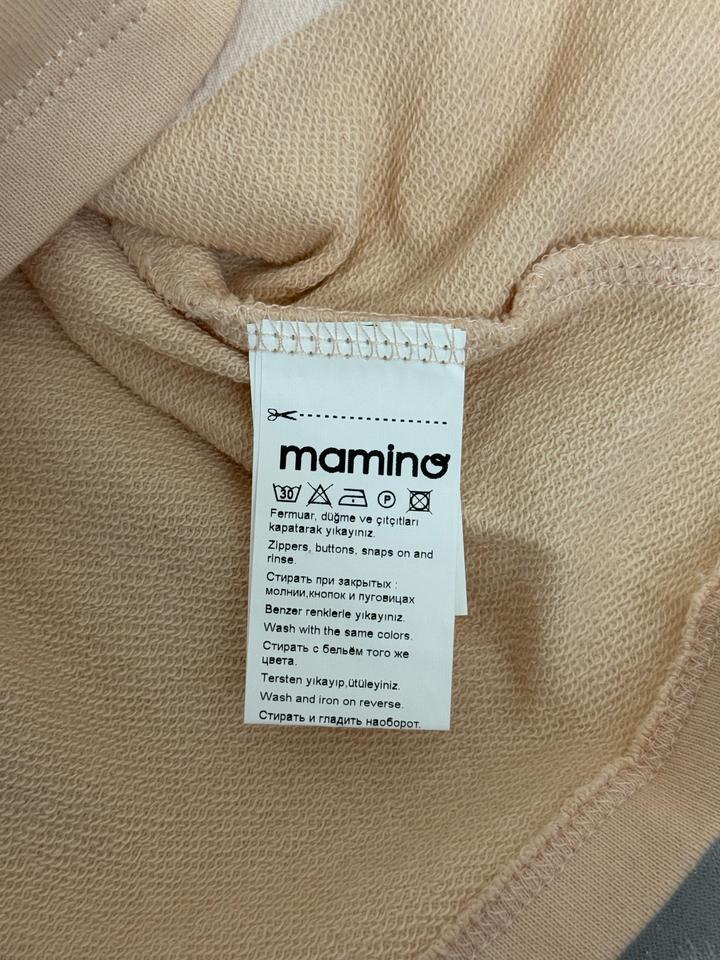 mamino
30 P
Fermuar, düğme ve çıtçıtları
kapatarak yıkayınız.
Zippers, buttons, snaps on and
rinse.
Стирать при закрытых :
молнии,кнопок и пуговицах
Benzer renklerle yıkayınız.
Wash with the same colors.
Стирать с бельём того же
цвета.
Tersten yıkayıp,ütüleyiniz.
Wash and iron on reverse.
Стирать и гладить наоборот.